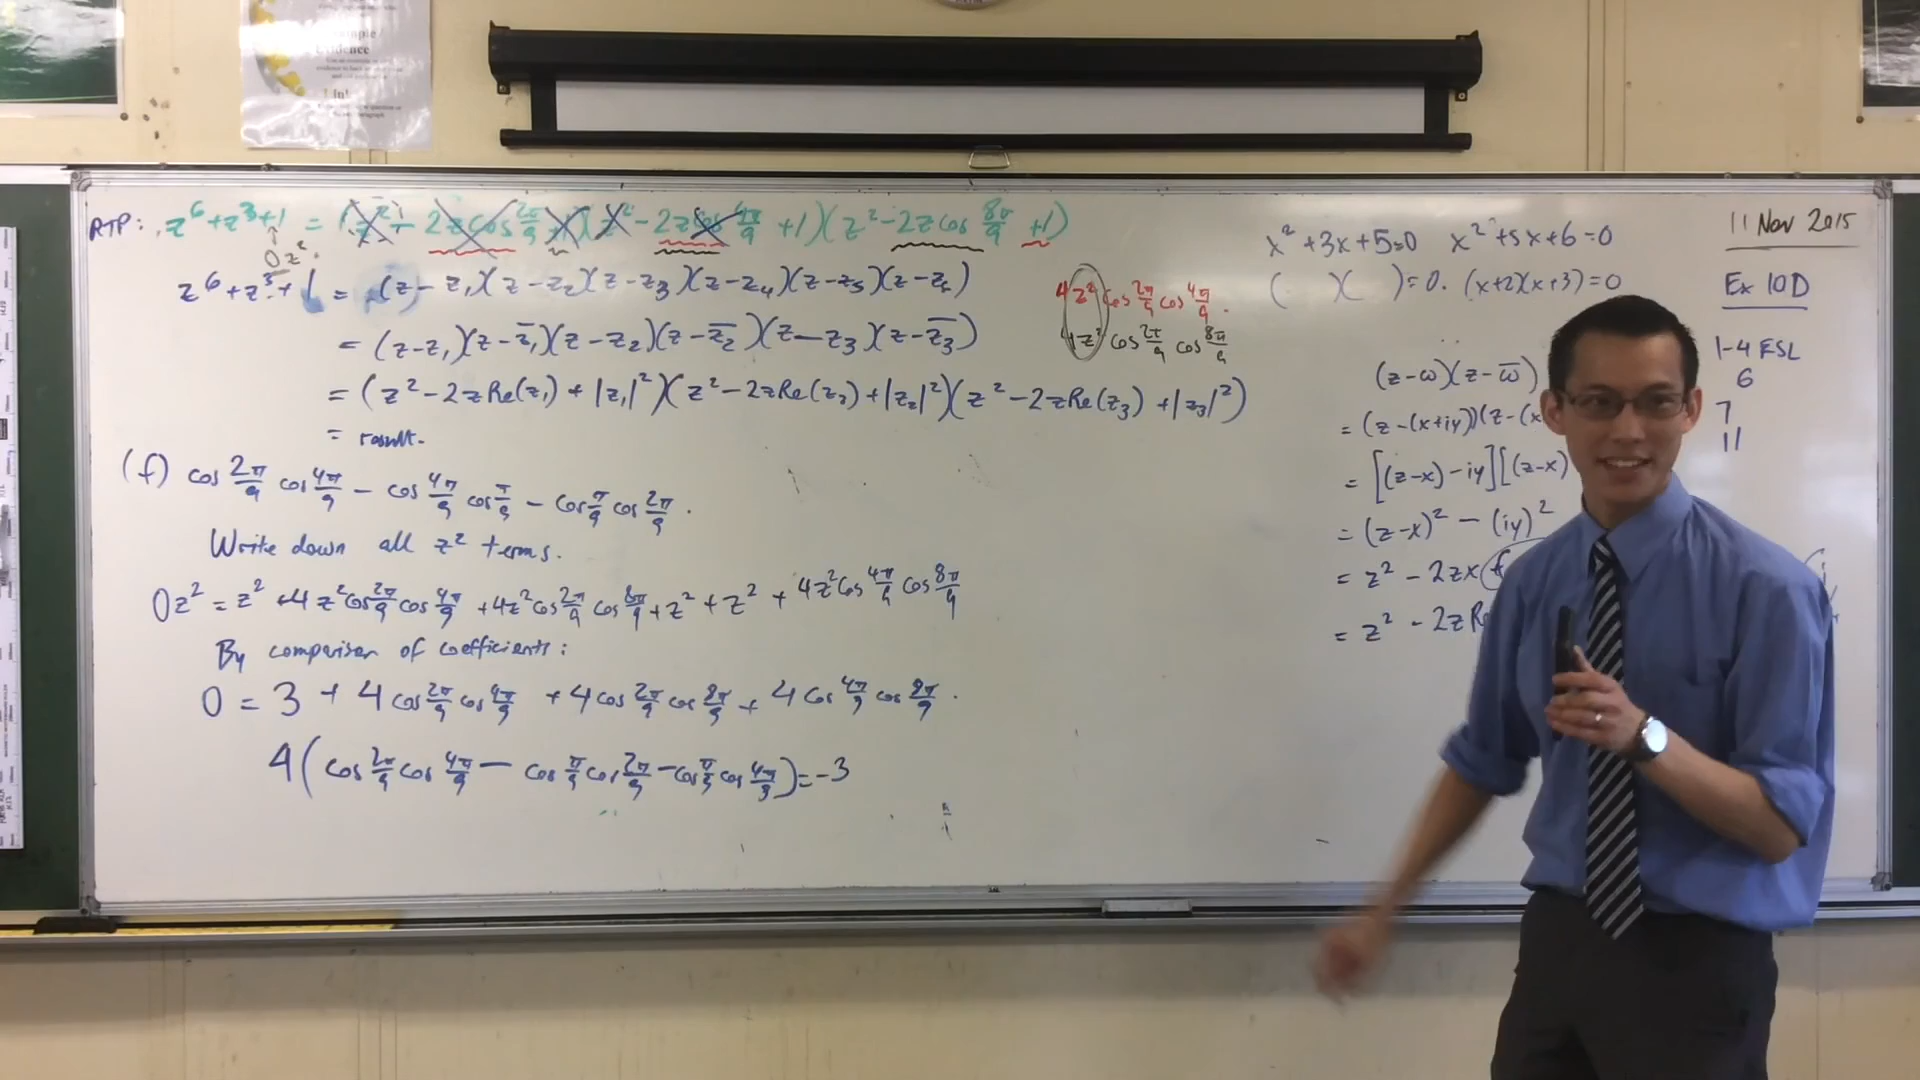 Example/
Evidence
RTP: z⁶+z³+1 = (z²-2z cos 2π/9 +1)(z²-2z cos 4π/9 +1)(z²-2z cos 8π/9 +1)
0z²
z⁶+z³+1 = (z-z₁)(z-z₂)(z-z₃)(z-z₄)(z-z₅)(z-z₆)
= (z-z₁)(z-z̄₁)(z-z₂)(z-z̄₂)(z-z₃)(z-z̄₃)
= (z²-2zRe(z₁) + |z₁|²)(z²-2zRe(z₂) + |z₂|²)(z²-2zRe(z₃) + |z₃|²)
= result.
(f) cos 2π/9 cos 4π/9 - cos 4π/9 cos π/9 - cos π/9 cos 2π/9.
Write down all z² terms.
0z² = z² + 4z² cos 2π/9 cos 4π/9 + 4z² cos 2π/9 cos 8π/9 + z² + z² + 4z² cos 4π/9 cos 8π/9
By comparison of coefficients:
0 = 3 + 4 cos 2π/9 cos 4π/9 + 4 cos 2π/9 cos 8π/9 + 4 cos 4π/9 cos 8π/9.
4(cos 2π/9 cos 4π/9 - cos π/9 cos 2π/9 - cos π/9 cos 4π/9) = -3
4z² cos 2π/9 cos 4π/9.
4z² cos 2π/9 cos 8π/9
x²+3x+5=0 x²+5x+6=0
( )( )=0. (x+2)(x+3)=0
(z-ω)(z-ω̄)
= (z-(x+iy))(z-(x
= [(z-x)-iy][(z-x)
= (z-x)² - (iy)²
= z² - 2zx
= z² - 2zRe
11 Nov 2015
Ex 10D
1-4 ESL
6
7
11